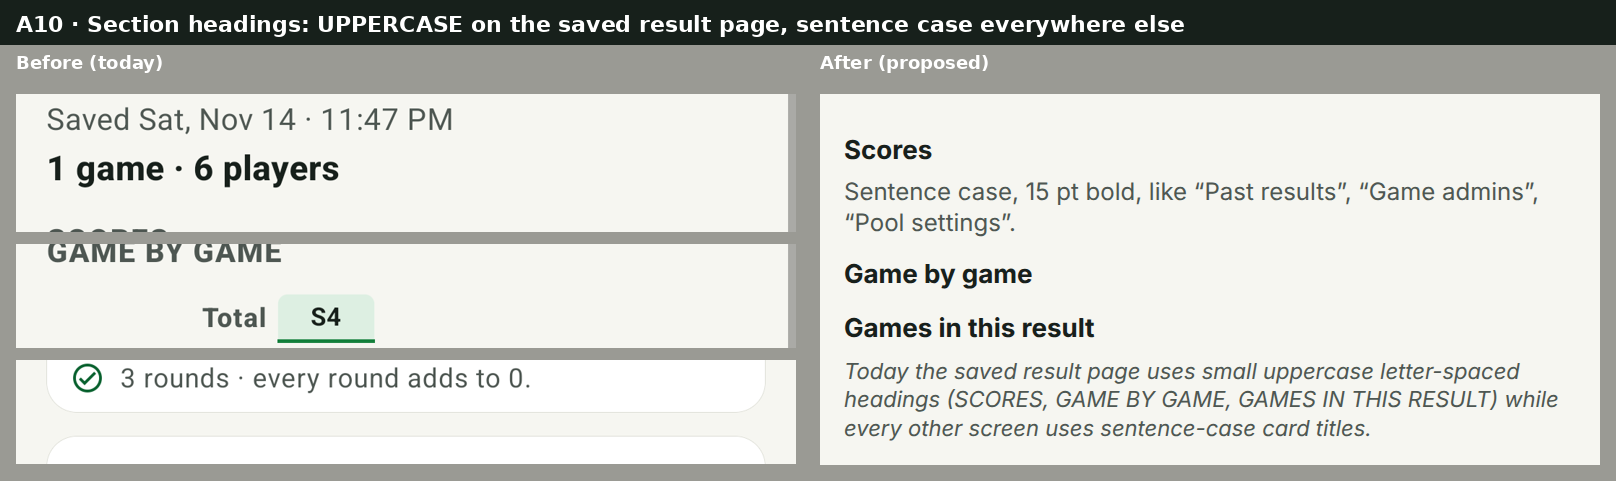 A10 · Section headings: UPPERCASE on the saved result page, sentence case everywhere else
Before (today)
Saved Sat, Nov 14 · 11:47 PM
1 game · 6 players
GAME BY GAME
Total S4
3 rounds · every round adds to 0.
After (proposed)
Scores
Sentence case, 15 pt bold, like “Past results”, “Game admins”,
“Pool settings”.
Game by game
Games in this result
Today the saved result page uses small uppercase letter-spaced
headings (SCORES, GAME BY GAME, GAMES IN THIS RESULT) while
every other screen uses sentence-case card titles.